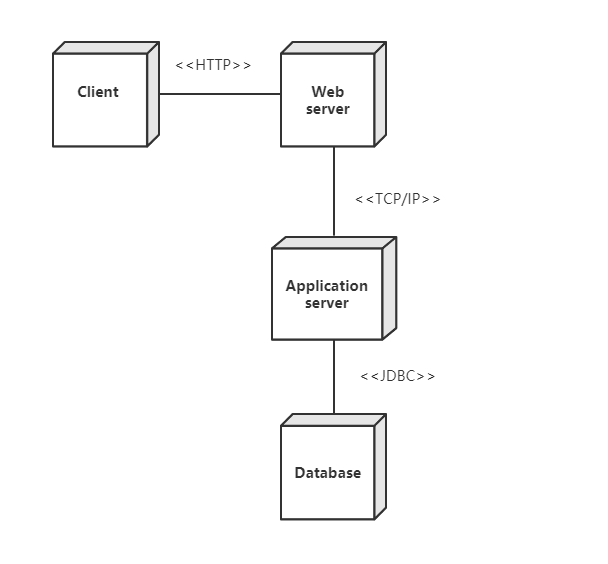 <<HTTP>>
Client
Web
server
<<TCP/IP>>
Application
server
<<JDBC>>
Database